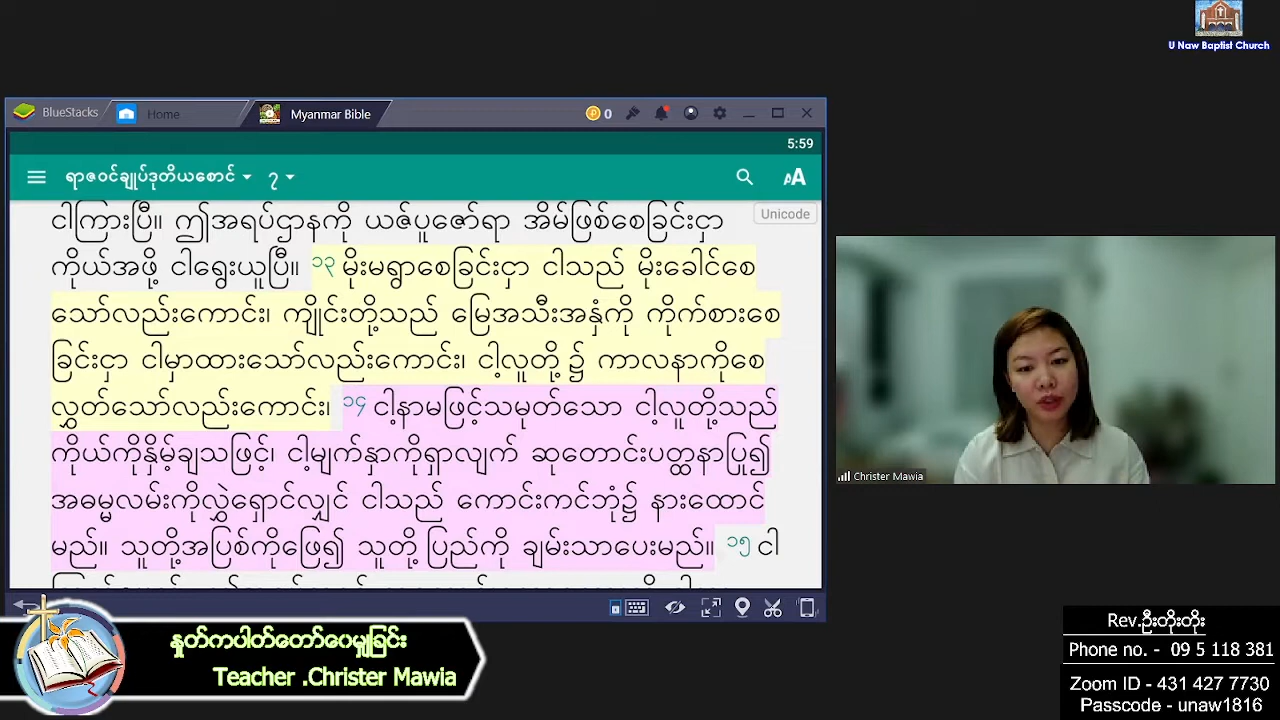 U Naw Baptist Church
BlueStacks
Home
Myanmar Bible
0
5:59
ရာဇဝင်ချုပ်ဒုတိယစောင်
၇
AA
Unicode
ငါကြားပြီ။ ဤအရပ်ဌာနကို ယဇ်ပူဇော်ရာ အိမ်ဖြစ်စေခြင်းငှာ
ကိုယ်အဖို့ ငါရွေးယူပြီ။ ၁၃ မိုးမရွာစေခြင်းငှာ ငါသည် မိုးခေါင်စေ
သော်လည်းကောင်း၊ ကျိုင်းတို့သည် မြေအသီးအနှံကို ကိုက်စားစေ
ခြင်းငှာ ငါမှာထားသော်လည်းကောင်း၊ ငါ့လူတို့၌ ကာလနာကိုစေ
လွှတ်သော်လည်းကောင်း၊ ၁၄ ငါ့နာမဖြင့်သမုတ်သော ငါ့လူတို့သည်
ကိုယ်ကိုနှိမ့်ချသဖြင့်၊ ငါ့မျက်နှာကိုရှာလျက် ဆုတောင်းပတ္ထနာပြု၍
အဓမ္မလမ်းကိုလွှဲရှောင်လျှင် ငါသည် ကောင်းကင်ဘုံ၌ နားထောင်
မည်။ သူတို့အပြစ်ကိုဖြေ၍ သူတို့ ပြည်ကို ချမ်းသာပေးမည်။ ၁၅ ငါ
Christer Mawia
နှုတ်ကပါတ်တော်ဝေမျှခြင်း
Teacher .Christer Mawia
Rev.ဦးတိုးတိုး
Phone no. - 09 5 118 381
Zoom ID - 431 427 7730
Passcode - unaw1816